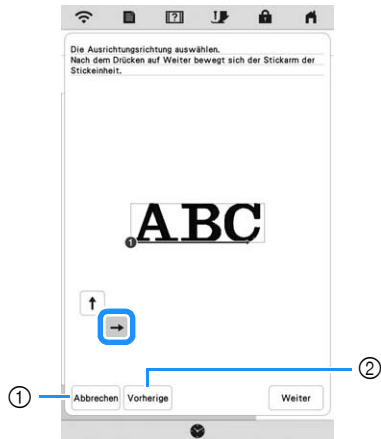 Die Ausrichtungsrichtung auswählen.
Nach dem Drücken auf Weiter bewegt sich der Stickarm der
Stickeinheit.
ABC
1
① Abbrechen Vorherige Weiter ②